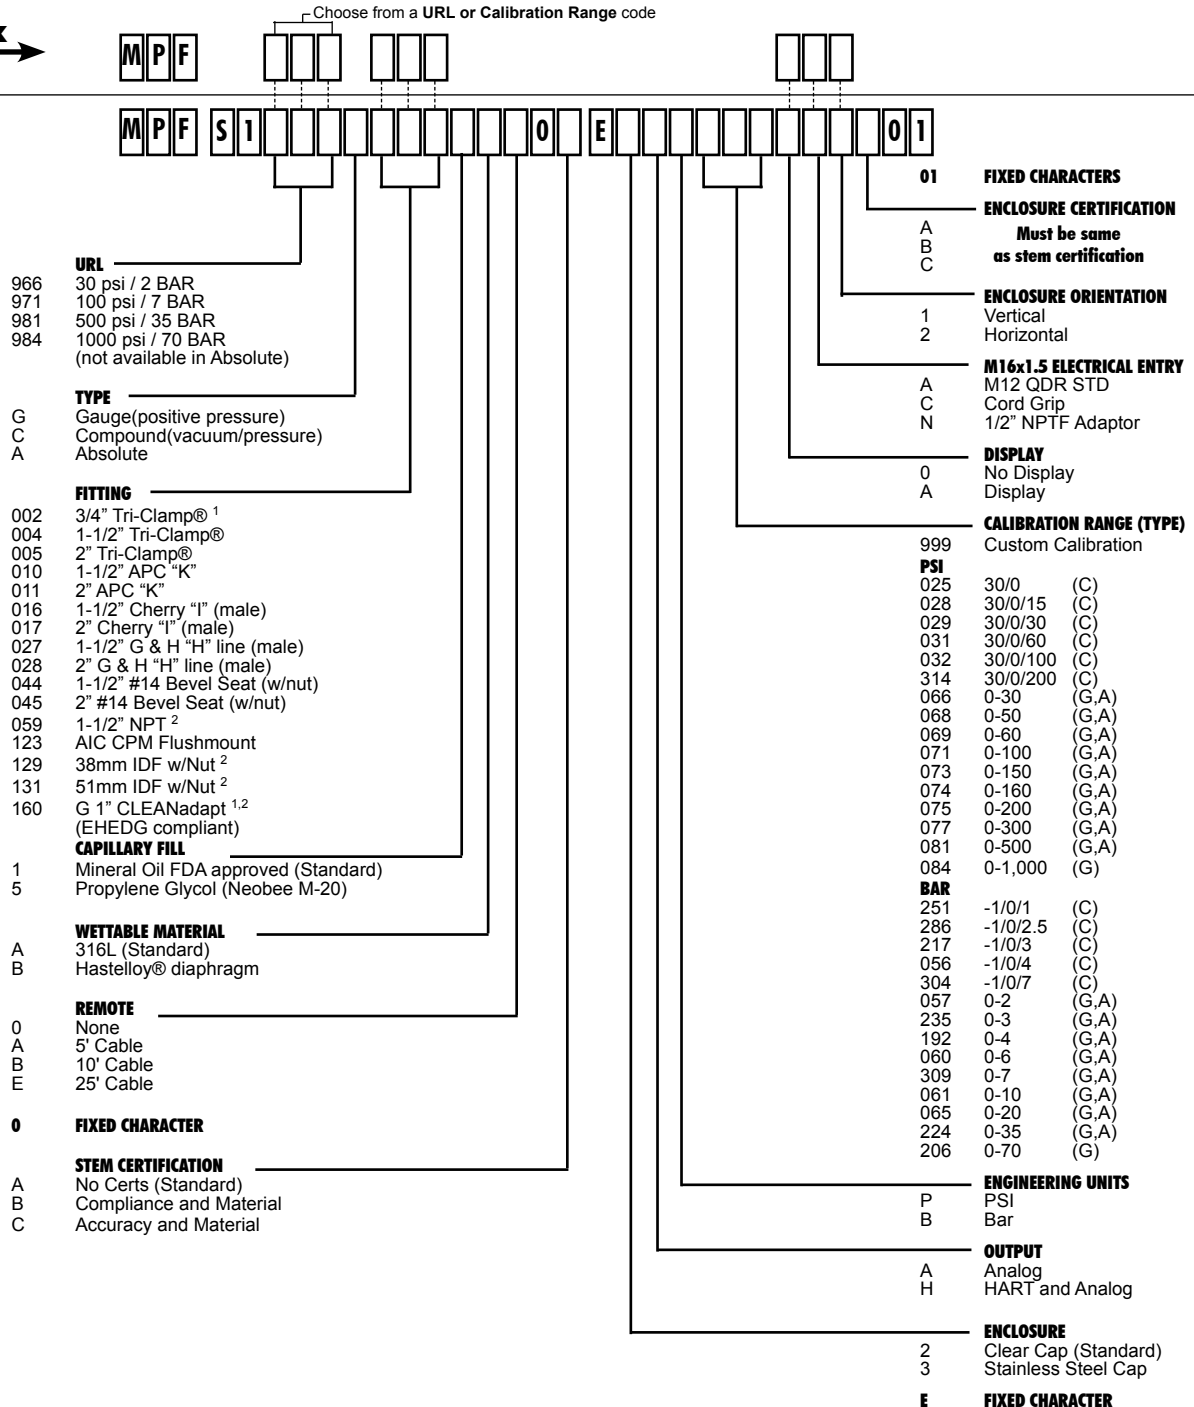 Choose from a URL or Calibration Range code
x
M P F
M P F S 1 0 E 0 1
URL
966 30 psi / 2 BAR
971 100 psi / 7 BAR
981 500 psi / 35 BAR
984 1000 psi / 70 BAR
(not available in Absolute)
TYPE
G Gauge(positive pressure)
C Compound(vacuum/pressure)
A Absolute
FITTING
002 3/4” Tri-Clamp® 1
004 1-1/2” Tri-Clamp®
005 2” Tri-Clamp®
010 1-1/2” APC “K”
011 2” APC “K”
016 1-1/2” Cherry “I” (male)
017 2” Cherry “I” (male)
027 1-1/2” G & H “H” line (male)
028 2” G & H “H” line (male)
044 1-1/2” #14 Bevel Seat (w/nut)
045 2” #14 Bevel Seat (w/nut)
059 1-1/2” NPT 2
123 AIC CPM Flushmount
129 38mm IDF w/Nut 2
131 51mm IDF w/Nut 2
160 G 1” CLEANadapt 1,2
(EHEDG compliant)
CAPILLARY FILL
1 Mineral Oil FDA approved (Standard)
5 Propylene Glycol (Neobee M-20)
WETTABLE MATERIAL
A 316L (Standard)
B Hastelloy® diaphragm
REMOTE
0 None
A 5' Cable
B 10' Cable
E 25' Cable
0 FIXED CHARACTER
STEM CERTIFICATION
A No Certs (Standard)
B Compliance and Material
C Accuracy and Material
01 FIXED CHARACTERS
ENCLOSURE CERTIFICATION
A Must be same
B as stem certification
C
ENCLOSURE ORIENTATION
1 Vertical
2 Horizontal
M16x1.5 ELECTRICAL ENTRY
A M12 QDR STD
C Cord Grip
N 1/2” NPTF Adaptor
DISPLAY
0 No Display
A Display
CALIBRATION RANGE (TYPE)
999 Custom Calibration
PSI
025 30/0 (C)
028 30/0/15 (C)
029 30/0/30 (C)
031 30/0/60 (C)
032 30/0/100 (C)
314 30/0/200 (C)
066 0-30 (G,A)
068 0-50 (G,A)
069 0-60 (G,A)
071 0-100 (G,A)
073 0-150 (G,A)
074 0-160 (G,A)
075 0-200 (G,A)
077 0-300 (G,A)
081 0-500 (G,A)
084 0-1,000 (G)
BAR
251 -1/0/1 (C)
286 -1/0/2.5 (C)
217 -1/0/3 (C)
056 -1/0/4 (C)
304 -1/0/7 (C)
057 0-2 (G,A)
235 0-3 (G,A)
192 0-4 (G,A)
060 0-6 (G,A)
309 0-7 (G,A)
061 0-10 (G,A)
065 0-20 (G,A)
224 0-35 (G,A)
206 0-70 (G)
ENGINEERING UNITS
P PSI
B Bar
OUTPUT
A Analog
H HART and Analog
ENCLOSURE
2 Clear Cap (Standard)
3 Stainless Steel Cap
E FIXED CHARACTER